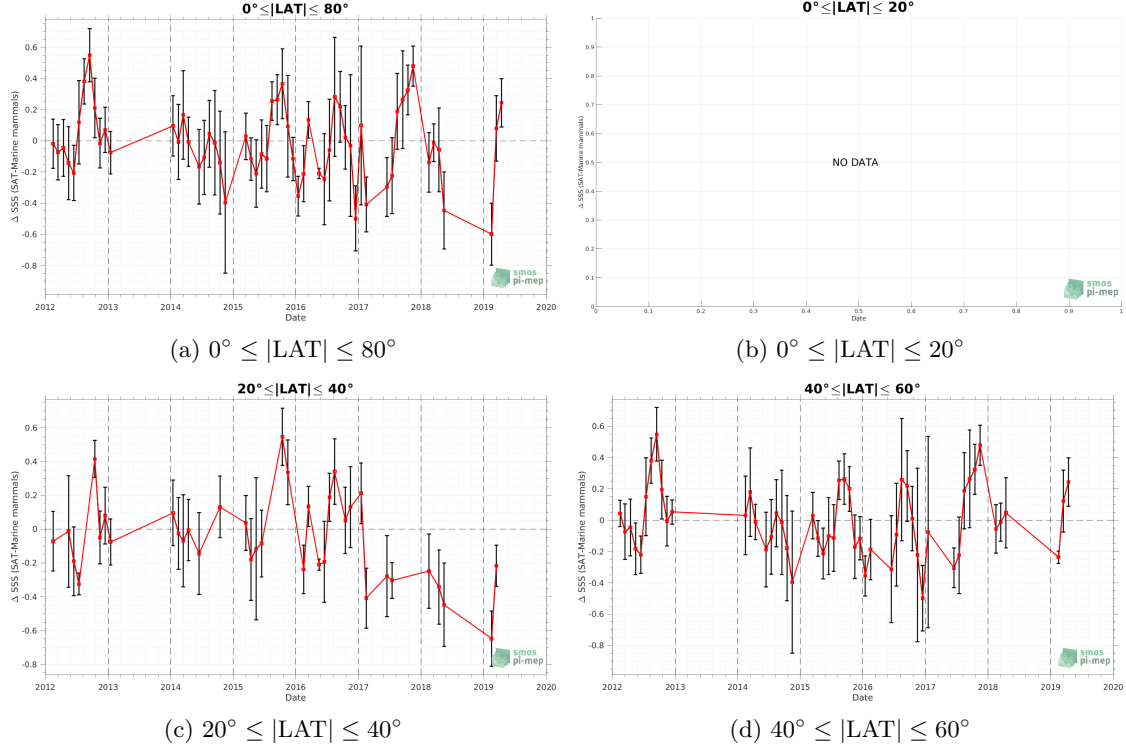 0°≤|LAT|≤ 80°
Δ SSS (SAT-Marine mammals)
0.6
0.4
0.2
0
-0.2
-0.4
-0.6
-0.8
2012 2013 2014 2015 2016 2017 2018 2019 2020
Date
smos
pi-mep
(a) 0° ≤ |LAT| ≤ 80°
0°≤|LAT|≤ 20°
Δ SSS (SAT-Marine mammals)
1
0.9
0.8
0.7
0.6
0.5
0.4
0.3
0.2
0.1
0
NO DATA
0 0.1 0.2 0.3 0.4 0.5 0.6 0.7 0.8 0.9 1
Date
smos
pi-mep
(b) 0° ≤ |LAT| ≤ 20°
20°≤|LAT|≤ 40°
Δ SSS (SAT-Marine mammals)
0.6
0.4
0.2
0
-0.2
-0.4
-0.6
-0.8
2012 2013 2014 2015 2016 2017 2018 2019 2020
Date
smos
pi-mep
(c) 20° ≤ |LAT| ≤ 40°
40°≤|LAT|≤ 60°
Δ SSS (SAT-Marine mammals)
0.6
0.4
0.2
0
-0.2
-0.4
-0.6
-0.8
2012 2013 2014 2015 2016 2017 2018 2019 2020
Date
smos
pi-mep
(d) 40° ≤ |LAT| ≤ 60°